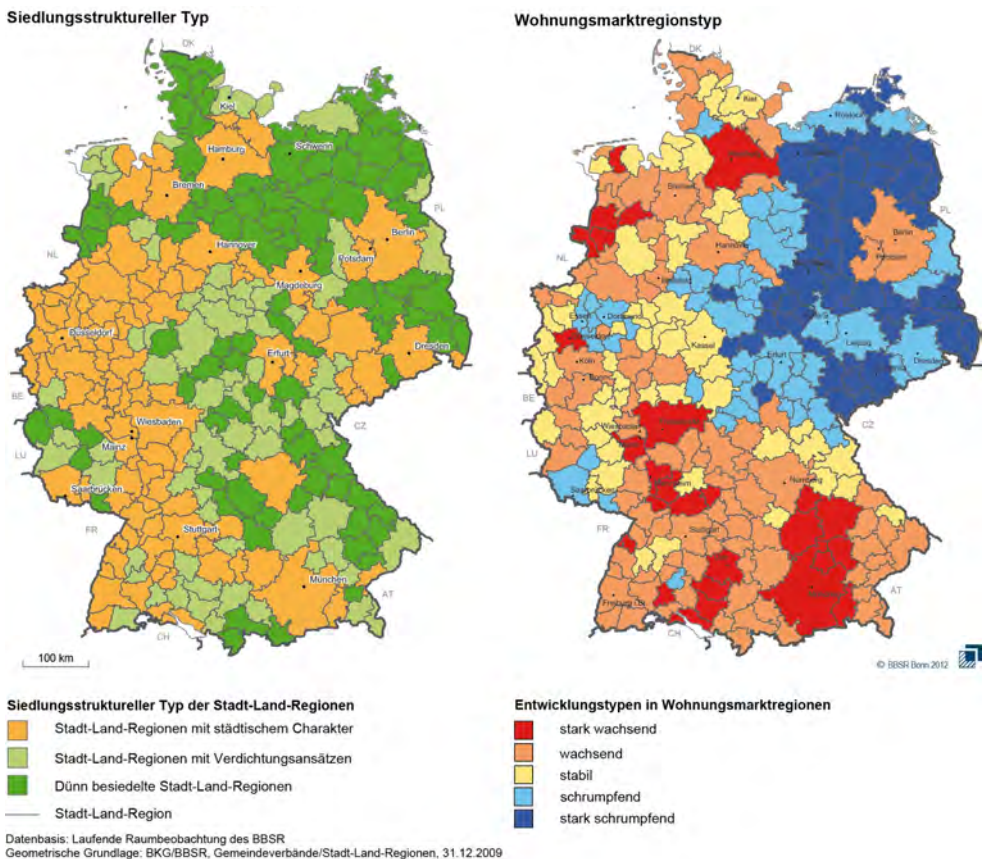 Siedlungsstruktureller Typ
DK
Kiel
Hamburg
Schwerin
Bremen
PL
Berlin
Hannover
Potsdam
NL
Magdeburg
Düsseldorf
Dresden
Erfurt
BE
Wiesbaden
CZ
Mainz
LU
Saarbrücken
FR
Stuttgart
München
AT
CH
100 km
Siedlungsstruktureller Typ der Stadt-Land-Regionen
Stadt-Land-Regionen mit städtischem Charakter
Stadt-Land-Regionen mit Verdichtungsansätzen
Dünn besiedelte Stadt-Land-Regionen
Stadt-Land-Region
Datenbasis: Laufende Raumbeobachtung des BBSR
Geometrische Grundlage: BKG/BBSR, Gemeindeverbände/Stadt-Land-Regionen, 31.12.2009
Wohnungsmarktregionstyp
DK
Kiel
Rostock
Bremen
PL
Berlin
Hannover
Potsdam
NL
Essen
Dortmund
Kassel
Leipzig
Köln
Erfurt
Dresden
Bonn
BE
Wiesbaden
CZ
LU
Saarbrücken
Nürnberg
FR
Stuttgart
Freiburg
AT
CH
© BBSR Bonn 2012
Entwicklungstypen in Wohnungsmarktregionen
stark wachsend
wachsend
stabil
schrumpfend
stark schrumpfend